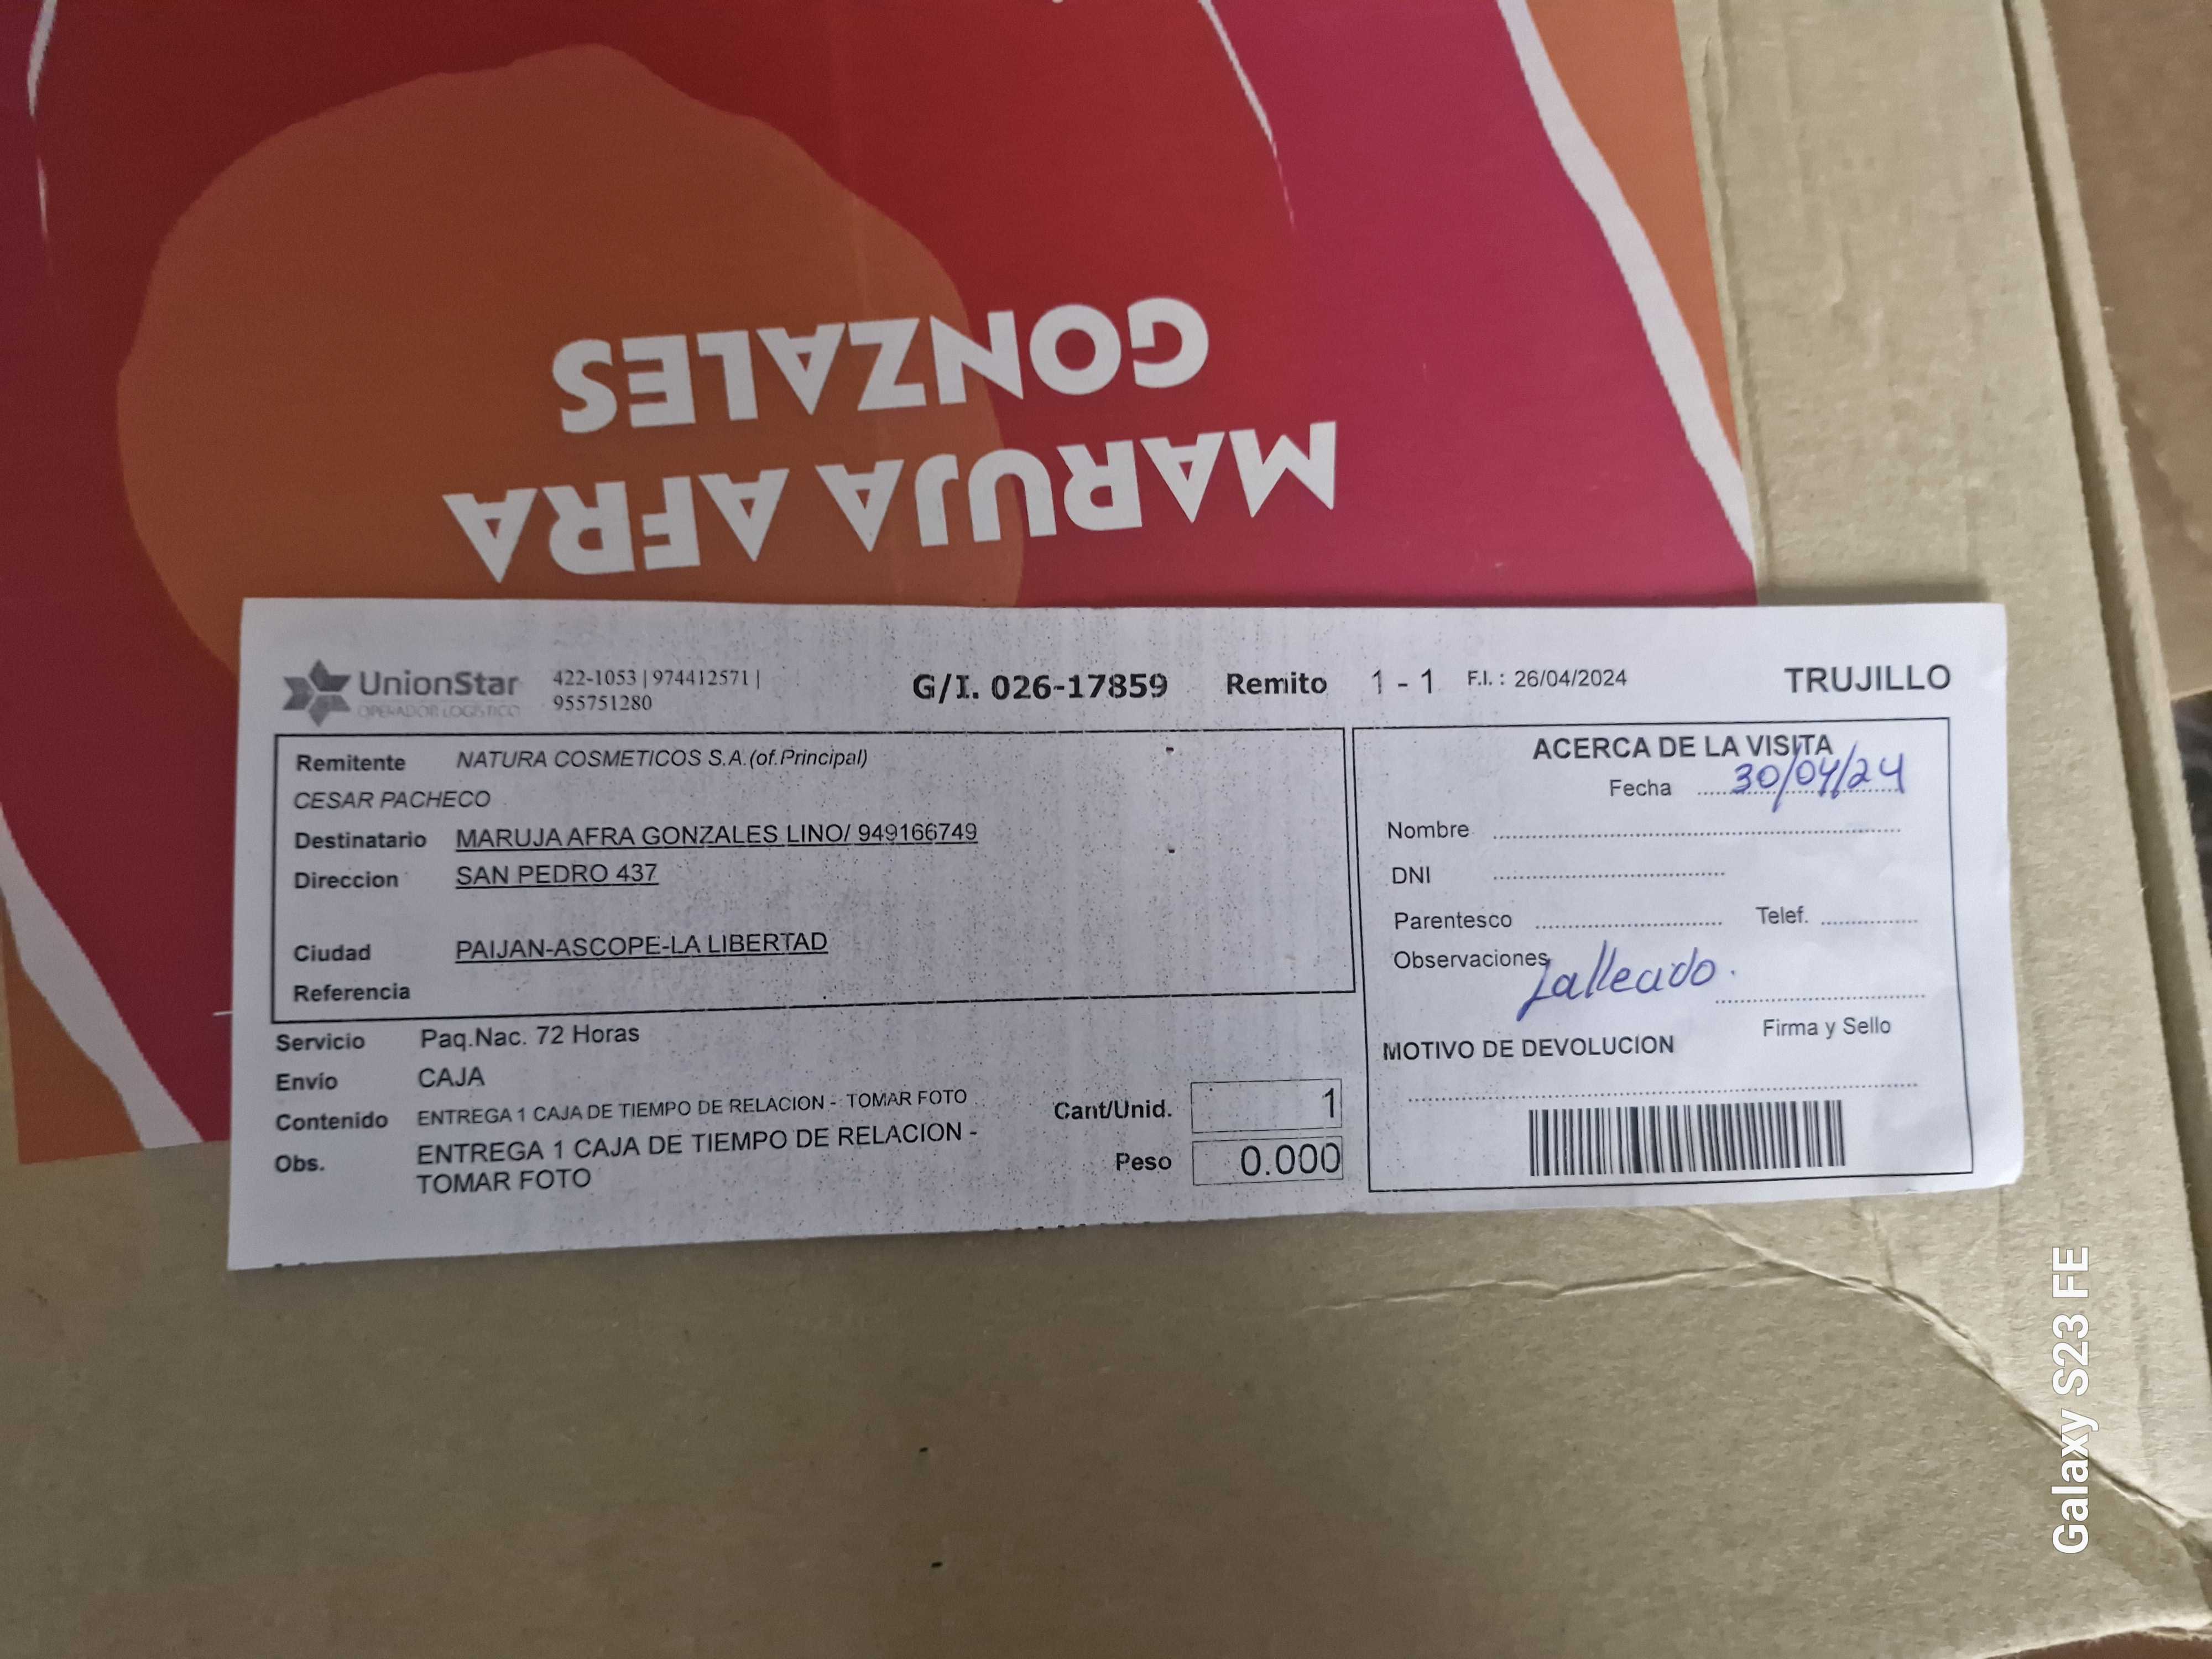 MARUJA AFRA
GONZALES
UnionStar
OPERADOR LOGISTICO
422-1053 | 974412571 |
955751280
G/I. 026-17859 Remito 1 - 1 F.I. : 26/04/2024 TRUJILLO
Remitente NATURA COSMETICOS S.A.(of.Principal)
CESAR PACHECO
Destinatario MARUJA AFRA GONZALES LINO/ 949166749
Direccion SAN PEDRO 437
Ciudad PAIJAN-ASCOPE-LA LIBERTAD
Referencia
Servicio Paq.Nac. 72 Horas
Envío CAJA
Contenido ENTREGA 1 CAJA DE TIEMPO DE RELACION - TOMAR FOTO
Obs. ENTREGA 1 CAJA DE TIEMPO DE RELACION -
TOMAR FOTO
Cant/Unid. 1
Peso 0.000
ACERCA DE LA VISITA
Fecha 30/04/24
Nombre
DNI
Parentesco Telef.
Observaciones
Firma y Sello
MOTIVO DE DEVOLUCION
Galaxy S23 FE